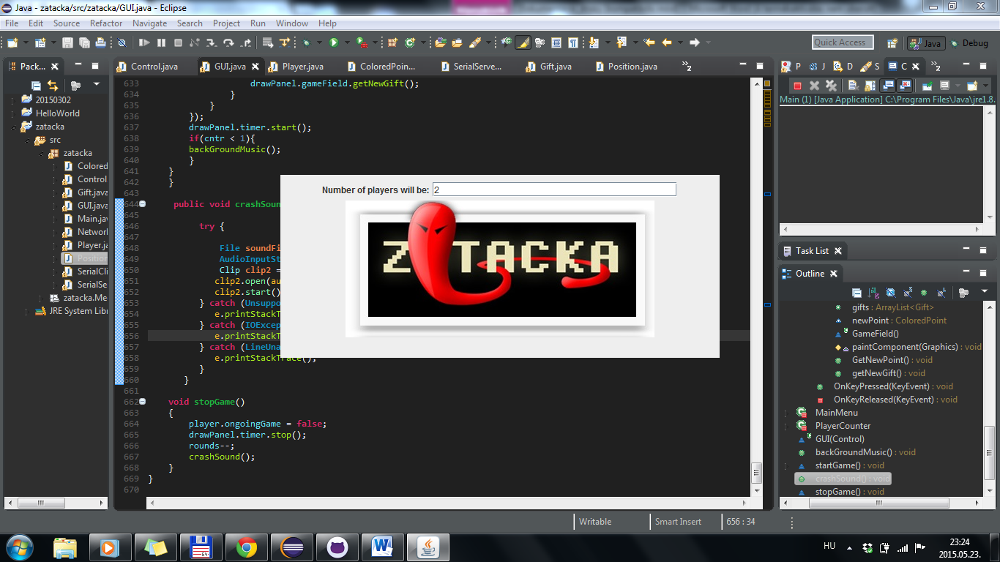 Java - zatacka/src/zatacka/GUI.java - Eclipse
File Edit Source Refactor Navigate Search Project Run Window Help
Quick Access Java Debug
Pack...
Control.java GUI.java Player.java ColoredPoin... SerialServe... Gift.java Position.java »2
P J D S C »2
20150302
HelloWorld
zatacka
src
zatacka
Colored
Control
Gift.java
GUI.java
Main.jav
Networ
Player.ja
Position
SerialCli
SerialSe
zatacka.Me
JRE System Libr
633 drawPanel.gameField.getNewGift();
634 }
635 }
636 });
637 drawPanel.timer.start();
638 if(cntr < 1){
639 backGroundMusic();
640 }
641 }
642 }
643
644 public void crashSoun
645
646 try {
647
648 File soundFi
649 AudioInputSt
650 Clip clip2 =
651 clip2.open(au
652 clip2.start()
653 } catch (Unsuppo
654 e.printStackT
655 } catch (IOExcep
656 e.printStackT
657 } catch (LineUna
658 e.printStackTrace();
659 }
660 }
661
662 void stopGame()
663 {
664 player.ongoingGame = false;
665 drawPanel.timer.stop();
666 rounds--;
667 crashSound();
668 }
669 }
670
Number of players will be: 2
ZATACKA
Main (1) [Java Application] C:\Program Files\Java\jre1.8.
Task List
Outline
gifts : ArrayList<Gift>
newPoint : ColoredPoint
GameField()
paintComponent(Graphics) : void
GetNewPoint() : void
getNewGift() : void
OnKeyPressed(KeyEvent) : void
OnKeyReleased(KeyEvent) : void
MainMenu
PlayerCounter
GUI(Control)
backGroundMusic() : void
startGame() : void
crashSound() : void
stopGame() : void
Writable Smart Insert 656 : 34
64
HU
23:24
2015.05.23.